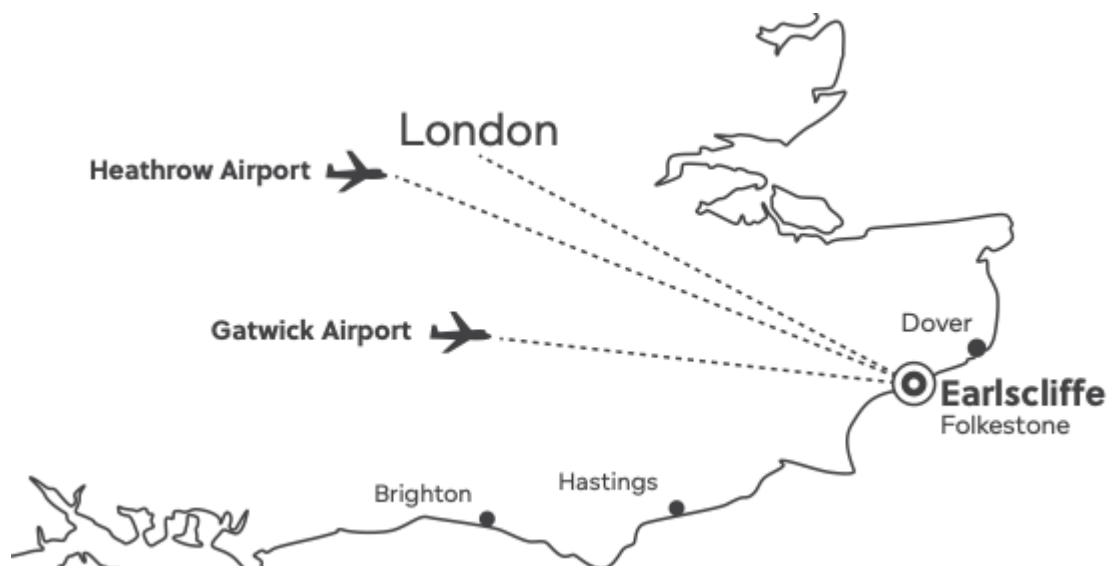 London
Heathrow Airport
Gatwick Airport
Dover
Earlscliffe
Folkestone
Hastings
Brighton